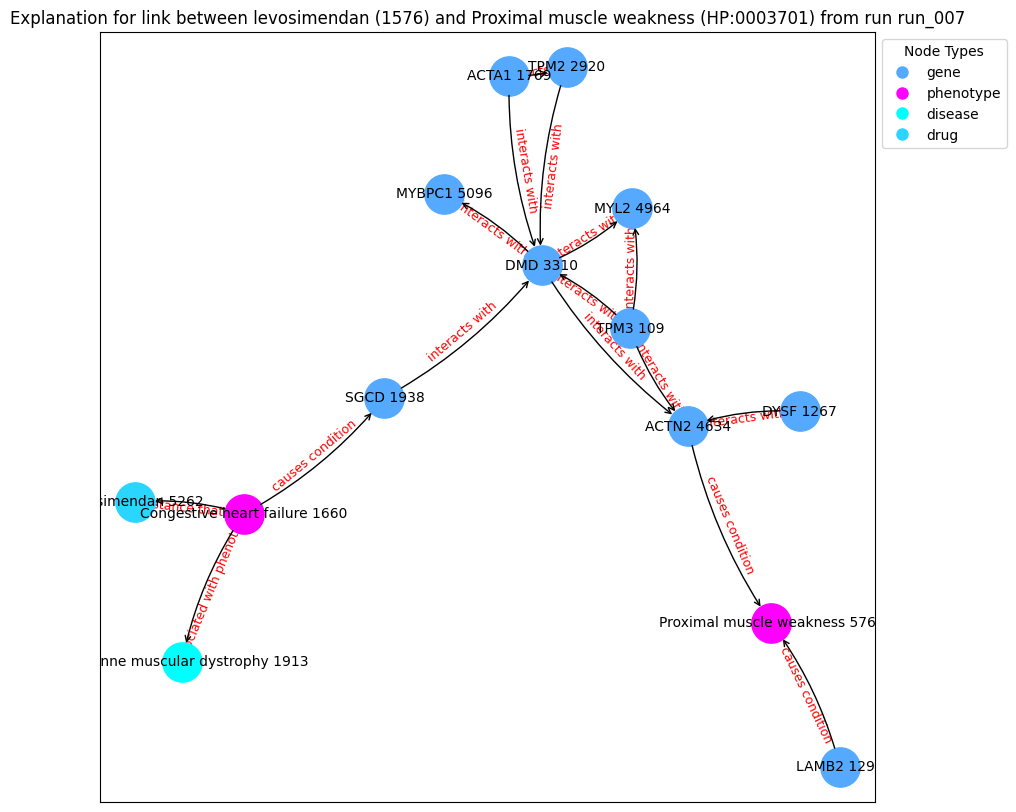 Explanation for link between levosimendan (1576) and Proximal muscle weakness (HP:0003701) from run run_007
Node Types
gene
phenotype
disease
drug
TPM2 2920
ACTA1 1769
interacts with
interacts with
MYBPC1 5096
MYL2 4964
interacts with
interacts with
interacts with
DMD 3310
interacts with
TPM3 109
interacts with
interacts with
interacts with
SGCD 1938
DYSF 1267
interacts with
ACTN2 4634
causes condition
causes condition
simendan 5262
stance that
Congestive heart failure 1660
ciated with pheno
Proximal muscle weakness 576
nne muscular dystrophy 1913
causes condition
LAMB2 129